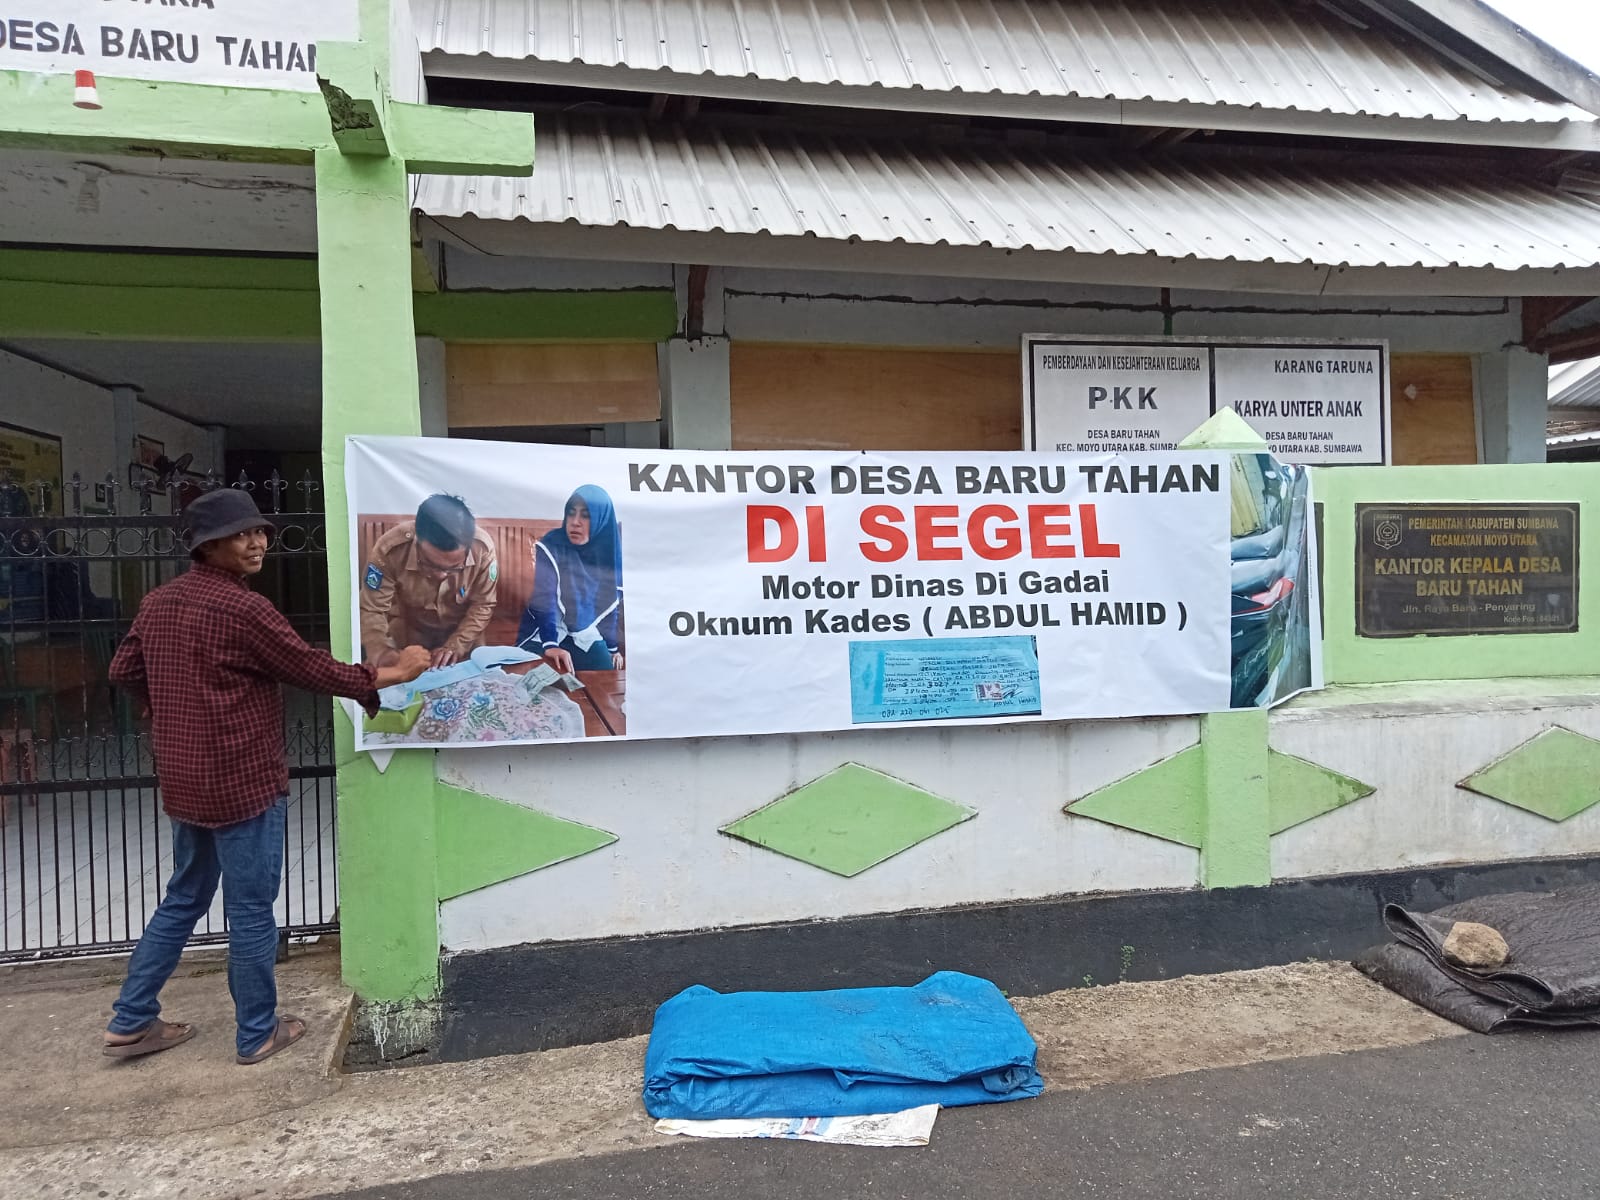 DESA BARU TAHAN
PEMBERDAYAAN DAN KESEJAHTERAAN KELUARGA
PKK
DESA BARU TAHAN
KEC. MOYO UTARA KAB. SUMBAWA
KARANG TARUNA
KARYA UNTER ANAK
DESA BARU TAHAN
MOYO UTARA KAB. SUMBAWA
KANTOR DESA BARU TAHAN
DI SEGEL
Motor Dinas Di Gadai
Oknum Kades ( ABDUL HAMID )
PEMERINTAH KABUPATEN SUMBAWA
KECAMATAN MOYO UTARA
KANTOR KEPALA DESA
BARU TAHAN
Jln. Raya Baru - Penyaring
Kode Pos : 84381